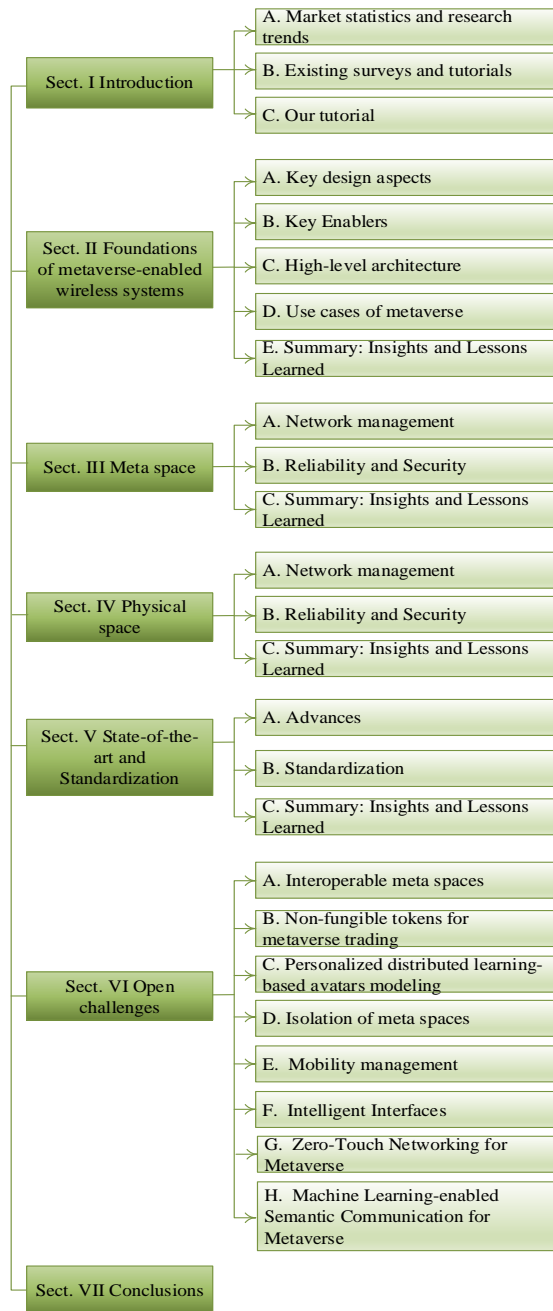 Sect. I Introduction
A. Market statistics and research
trends
B. Existing surveys and tutorials
C. Our tutorial
Sect. II Foundations
of metaverse-enabled
wireless systems
A. Key design aspects
B. Key Enablers
C. High-level architecture
D. Use cases of metaverse
E. Summary: Insights and Lessons
Learned
Sect. III Meta space
A. Network management
B. Reliability and Security
C. Summary: Insights and Lessons
Learned
Sect. IV Physical
space
A. Network management
B. Reliability and Security
C. Summary: Insights and Lessons
Learned
Sect. V State-of-the-
art and
Standardization
A. Advances
B. Standardization
C. Summary: Insights and Lessons
Learned
Sect. VI Open
challenges
A. Interoperable meta spaces
B. Non-fungible tokens for
metaverse trading
C. Personalized distributed learning-
based avatars modeling
D. Isolation of meta spaces
E. Mobility management
F. Intelligent Interfaces
G. Zero-Touch Networking for
Metaverse
H. Machine Learning-enabled
Semantic Communication for
Metaverse
Sect. VII Conclusions